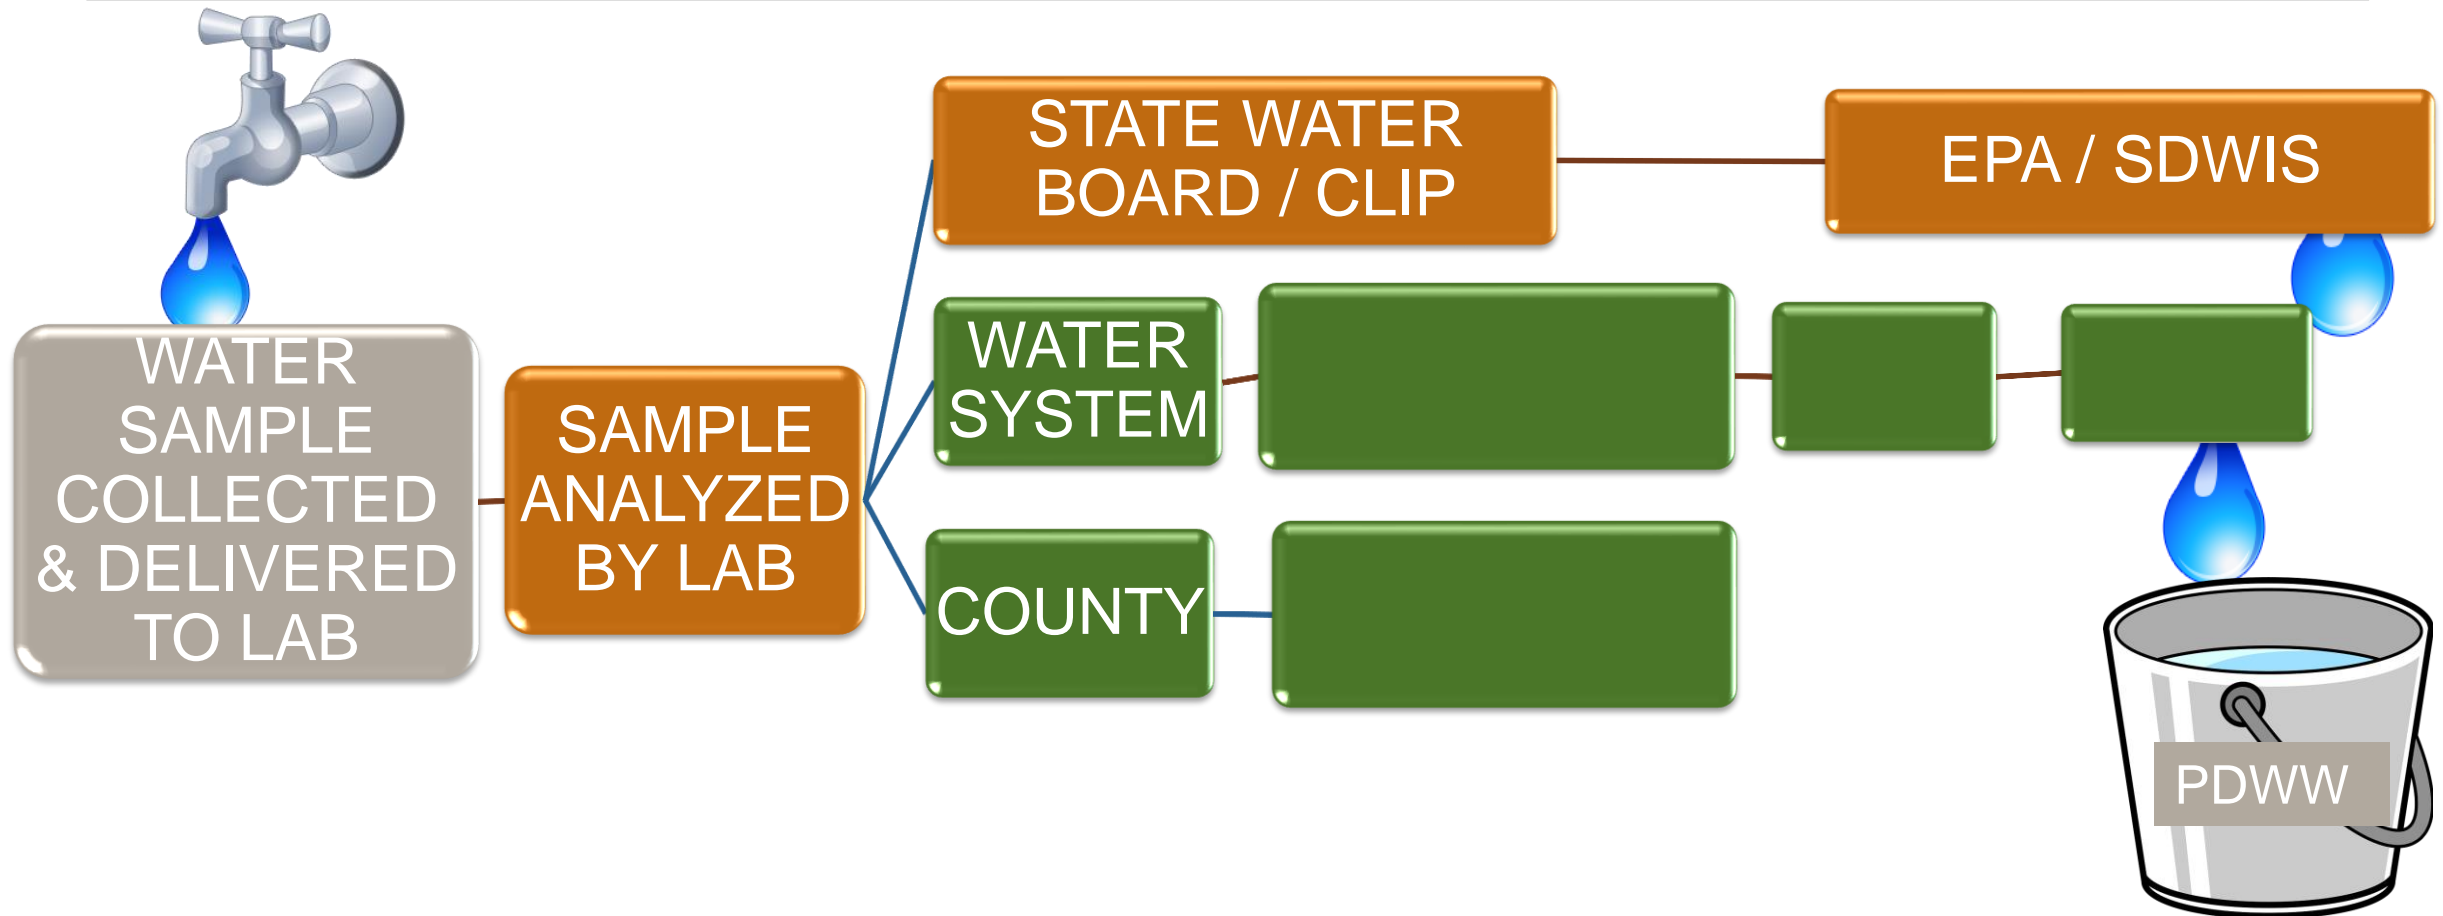 WATER
SAMPLE
COLLECTED
& DELIVERED
TO LAB
SAMPLE
ANALYZED
BY LAB
STATE WATER
BOARD / CLIP
EPA / SDWIS
WATER
SYSTEM
COUNTY
PDWW